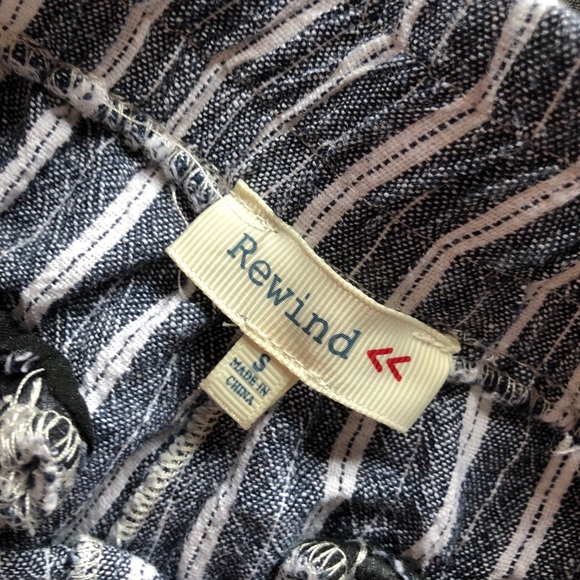 Rewind <<
S
MADE IN
CHINA